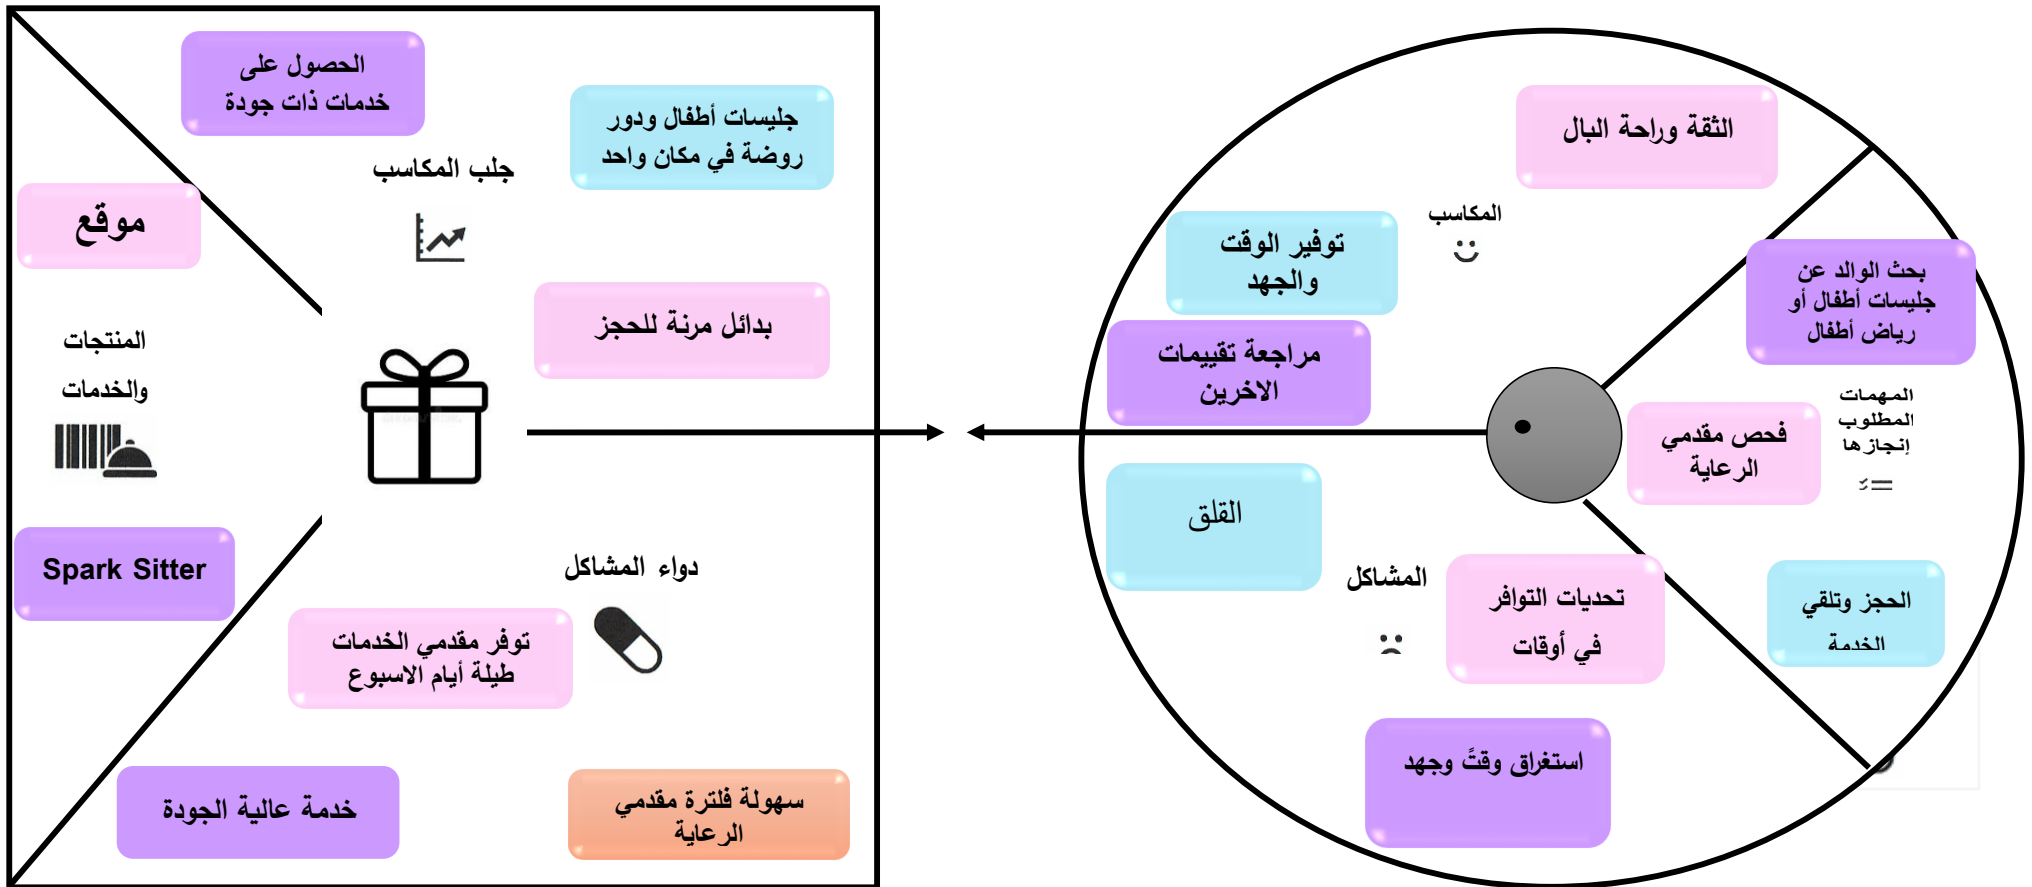 الحصول على
خدمات ذات جودة
جليسات أطفال ودور
روضة في مكان واحد
جلب المكاسب
موقع
بدائل مرنة للحجز
المنتجات
والخدمات
Spark Sitter
دواء المشاكل
توفر مقدمي الخدمات
طيلة أيام الاسبوع
خدمة عالية الجودة
سهولة فلترة مقدمي
الرعاية
الثقة وراحة البال
المكاسب
توفير الوقت
والجهد
مراجعة تقييمات
الاخرين
بحث الوالد عن
جليسات أطفال أو
رياض أطفال
المهمات
المطلوب
إنجازها
فحص مقدمي
الرعاية
الحجز وتلقي
الخدمة
القلق
المشاكل
تحديات التوافر
في أوقات
استغراق وقتً وجهد